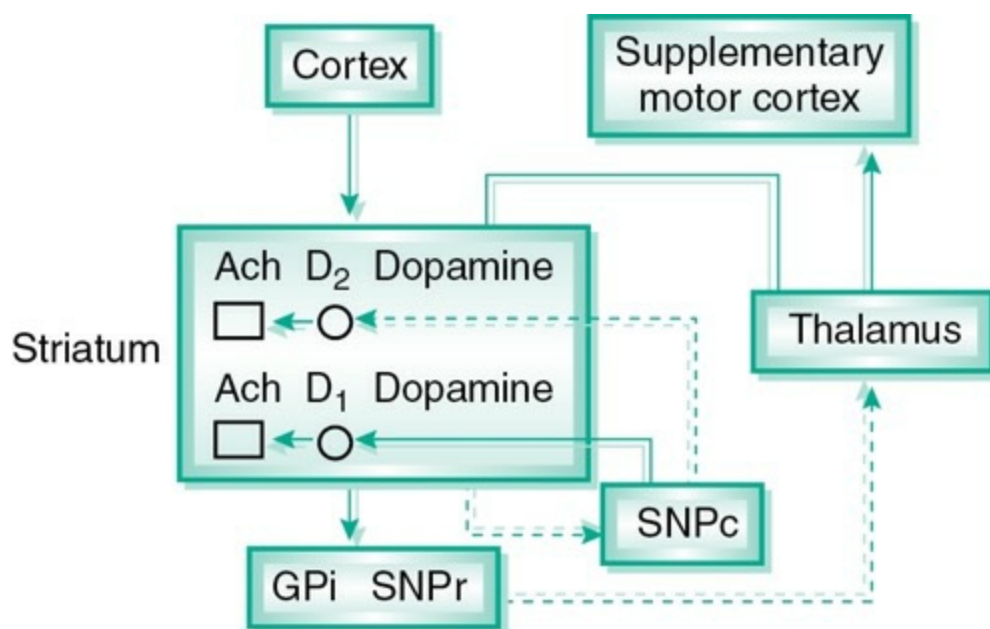 Cortex
Supplementary
motor cortex
Ach D₂ Dopamine
Striatum
Thalamus
Ach D₁ Dopamine
SNPc
GPi SNPr